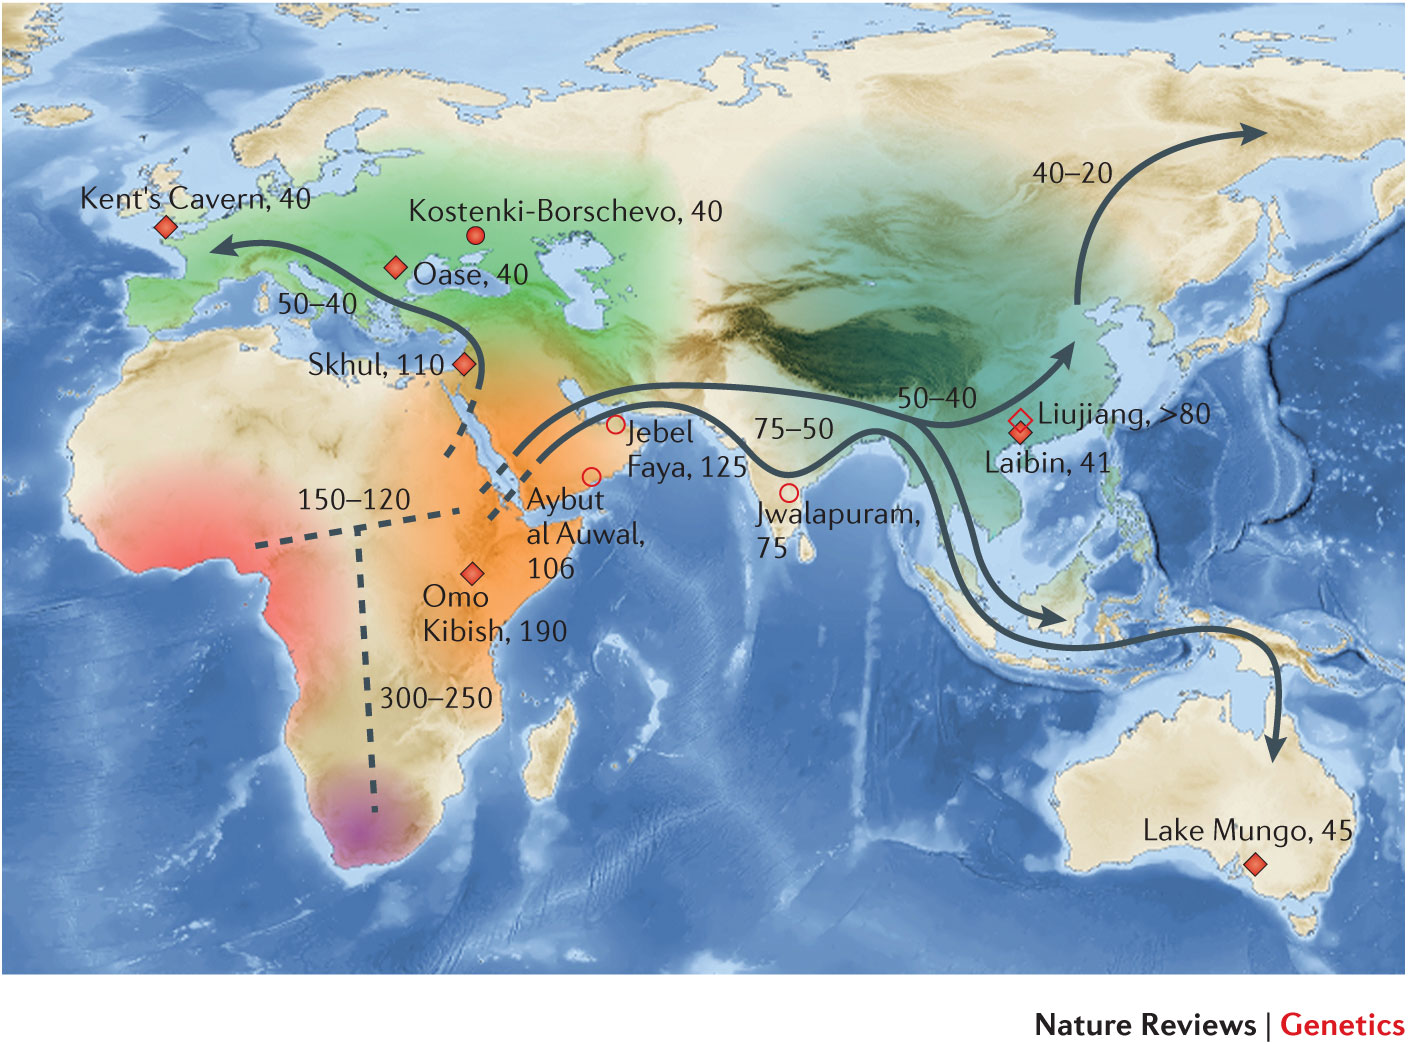 40–20
Kent's Cavern, 40
Kostenki-Borschevo, 40
Oase, 40
50–40
Skhul, 110
50–40
Liujiang, >80
75–50
Jebel
Faya, 125
Laibin, 41
150–120
Aybut
al Auwal,
106
Jwalapuram,
75
Omo
Kibish, 190
300–250
Lake Mungo, 45
Nature Reviews | Genetics